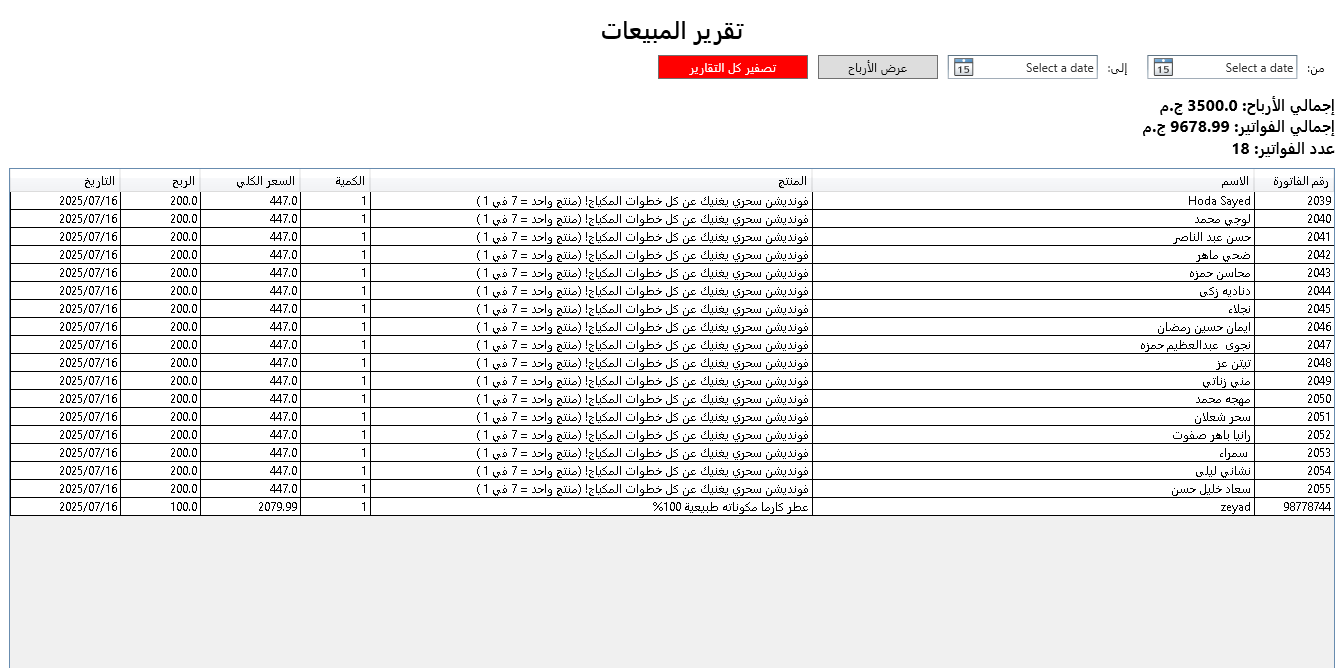 تقرير المبيعات
من: Select a date 15 إلى: Select a date 15 عرض الأرباح تصفير كل التقارير
إجمالي الأرباح: 3500.0 ج.م
إجمالي الفواتير: 9678.99 ج.م
عدد الفواتير: 18
رقم الفاتورة الاسم المنتج الكمية السعر الكلي الربح التاريخ
2039 Hoda Sayed فونديشن سحري يغنيك عن كل خطوات المكياج! (منتج واحد = 7 في 1 ) 1 447.0 200.0 2025/07/16
2040 لوجي محمد فونديشن سحري يغنيك عن كل خطوات المكياج! (منتج واحد = 7 في 1 ) 1 447.0 200.0 2025/07/16
2041 حسن عبد الناصر فونديشن سحري يغنيك عن كل خطوات المكياج! (منتج واحد = 7 في 1 ) 1 447.0 200.0 2025/07/16
2042 ضحي ماهر فونديشن سحري يغنيك عن كل خطوات المكياج! (منتج واحد = 7 في 1 ) 1 447.0 200.0 2025/07/16
2043 محاسن حمزه فونديشن سحري يغنيك عن كل خطوات المكياج! (منتج واحد = 7 في 1 ) 1 447.0 200.0 2025/07/16
2044 دناديه زكى فونديشن سحري يغنيك عن كل خطوات المكياج! (منتج واحد = 7 في 1 ) 1 447.0 200.0 2025/07/16
2045 نجلاء فونديشن سحري يغنيك عن كل خطوات المكياج! (منتج واحد = 7 في 1 ) 1 447.0 200.0 2025/07/16
2046 ايمان حسين رمضان فونديشن سحري يغنيك عن كل خطوات المكياج! (منتج واحد = 7 في 1 ) 1 447.0 200.0 2025/07/16
2047 نجوى عبدالعظيم حمزه فونديشن سحري يغنيك عن كل خطوات المكياج! (منتج واحد = 7 في 1 ) 1 447.0 200.0 2025/07/16
2048 تيتن عز فونديشن سحري يغنيك عن كل خطوات المكياج! (منتج واحد = 7 في 1 ) 1 447.0 200.0 2025/07/16
2049 مني زناتي فونديشن سحري يغنيك عن كل خطوات المكياج! (منتج واحد = 7 في 1 ) 1 447.0 200.0 2025/07/16
2050 مهجه محمد فونديشن سحري يغنيك عن كل خطوات المكياج! (منتج واحد = 7 في 1 ) 1 447.0 200.0 2025/07/16
2051 سحر شعلان فونديشن سحري يغنيك عن كل خطوات المكياج! (منتج واحد = 7 في 1 ) 1 447.0 200.0 2025/07/16
2052 رانيا باهر صفوت فونديشن سحري يغنيك عن كل خطوات المكياج! (منتج واحد = 7 في 1 ) 1 447.0 200.0 2025/07/16
2053 سمراء فونديشن سحري يغنيك عن كل خطوات المكياج! (منتج واحد = 7 في 1 ) 1 447.0 200.0 2025/07/16
2054 نشاني ليلى فونديشن سحري يغنيك عن كل خطوات المكياج! (منتج واحد = 7 في 1 ) 1 447.0 200.0 2025/07/16
2055 سعاد خليل حسن فونديشن سحري يغنيك عن كل خطوات المكياج! (منتج واحد = 7 في 1 ) 1 447.0 200.0 2025/07/16
98778744 zeyad عطر كارما مكوناته طبيعية 100% 1 2079.99 100.0 2025/07/16